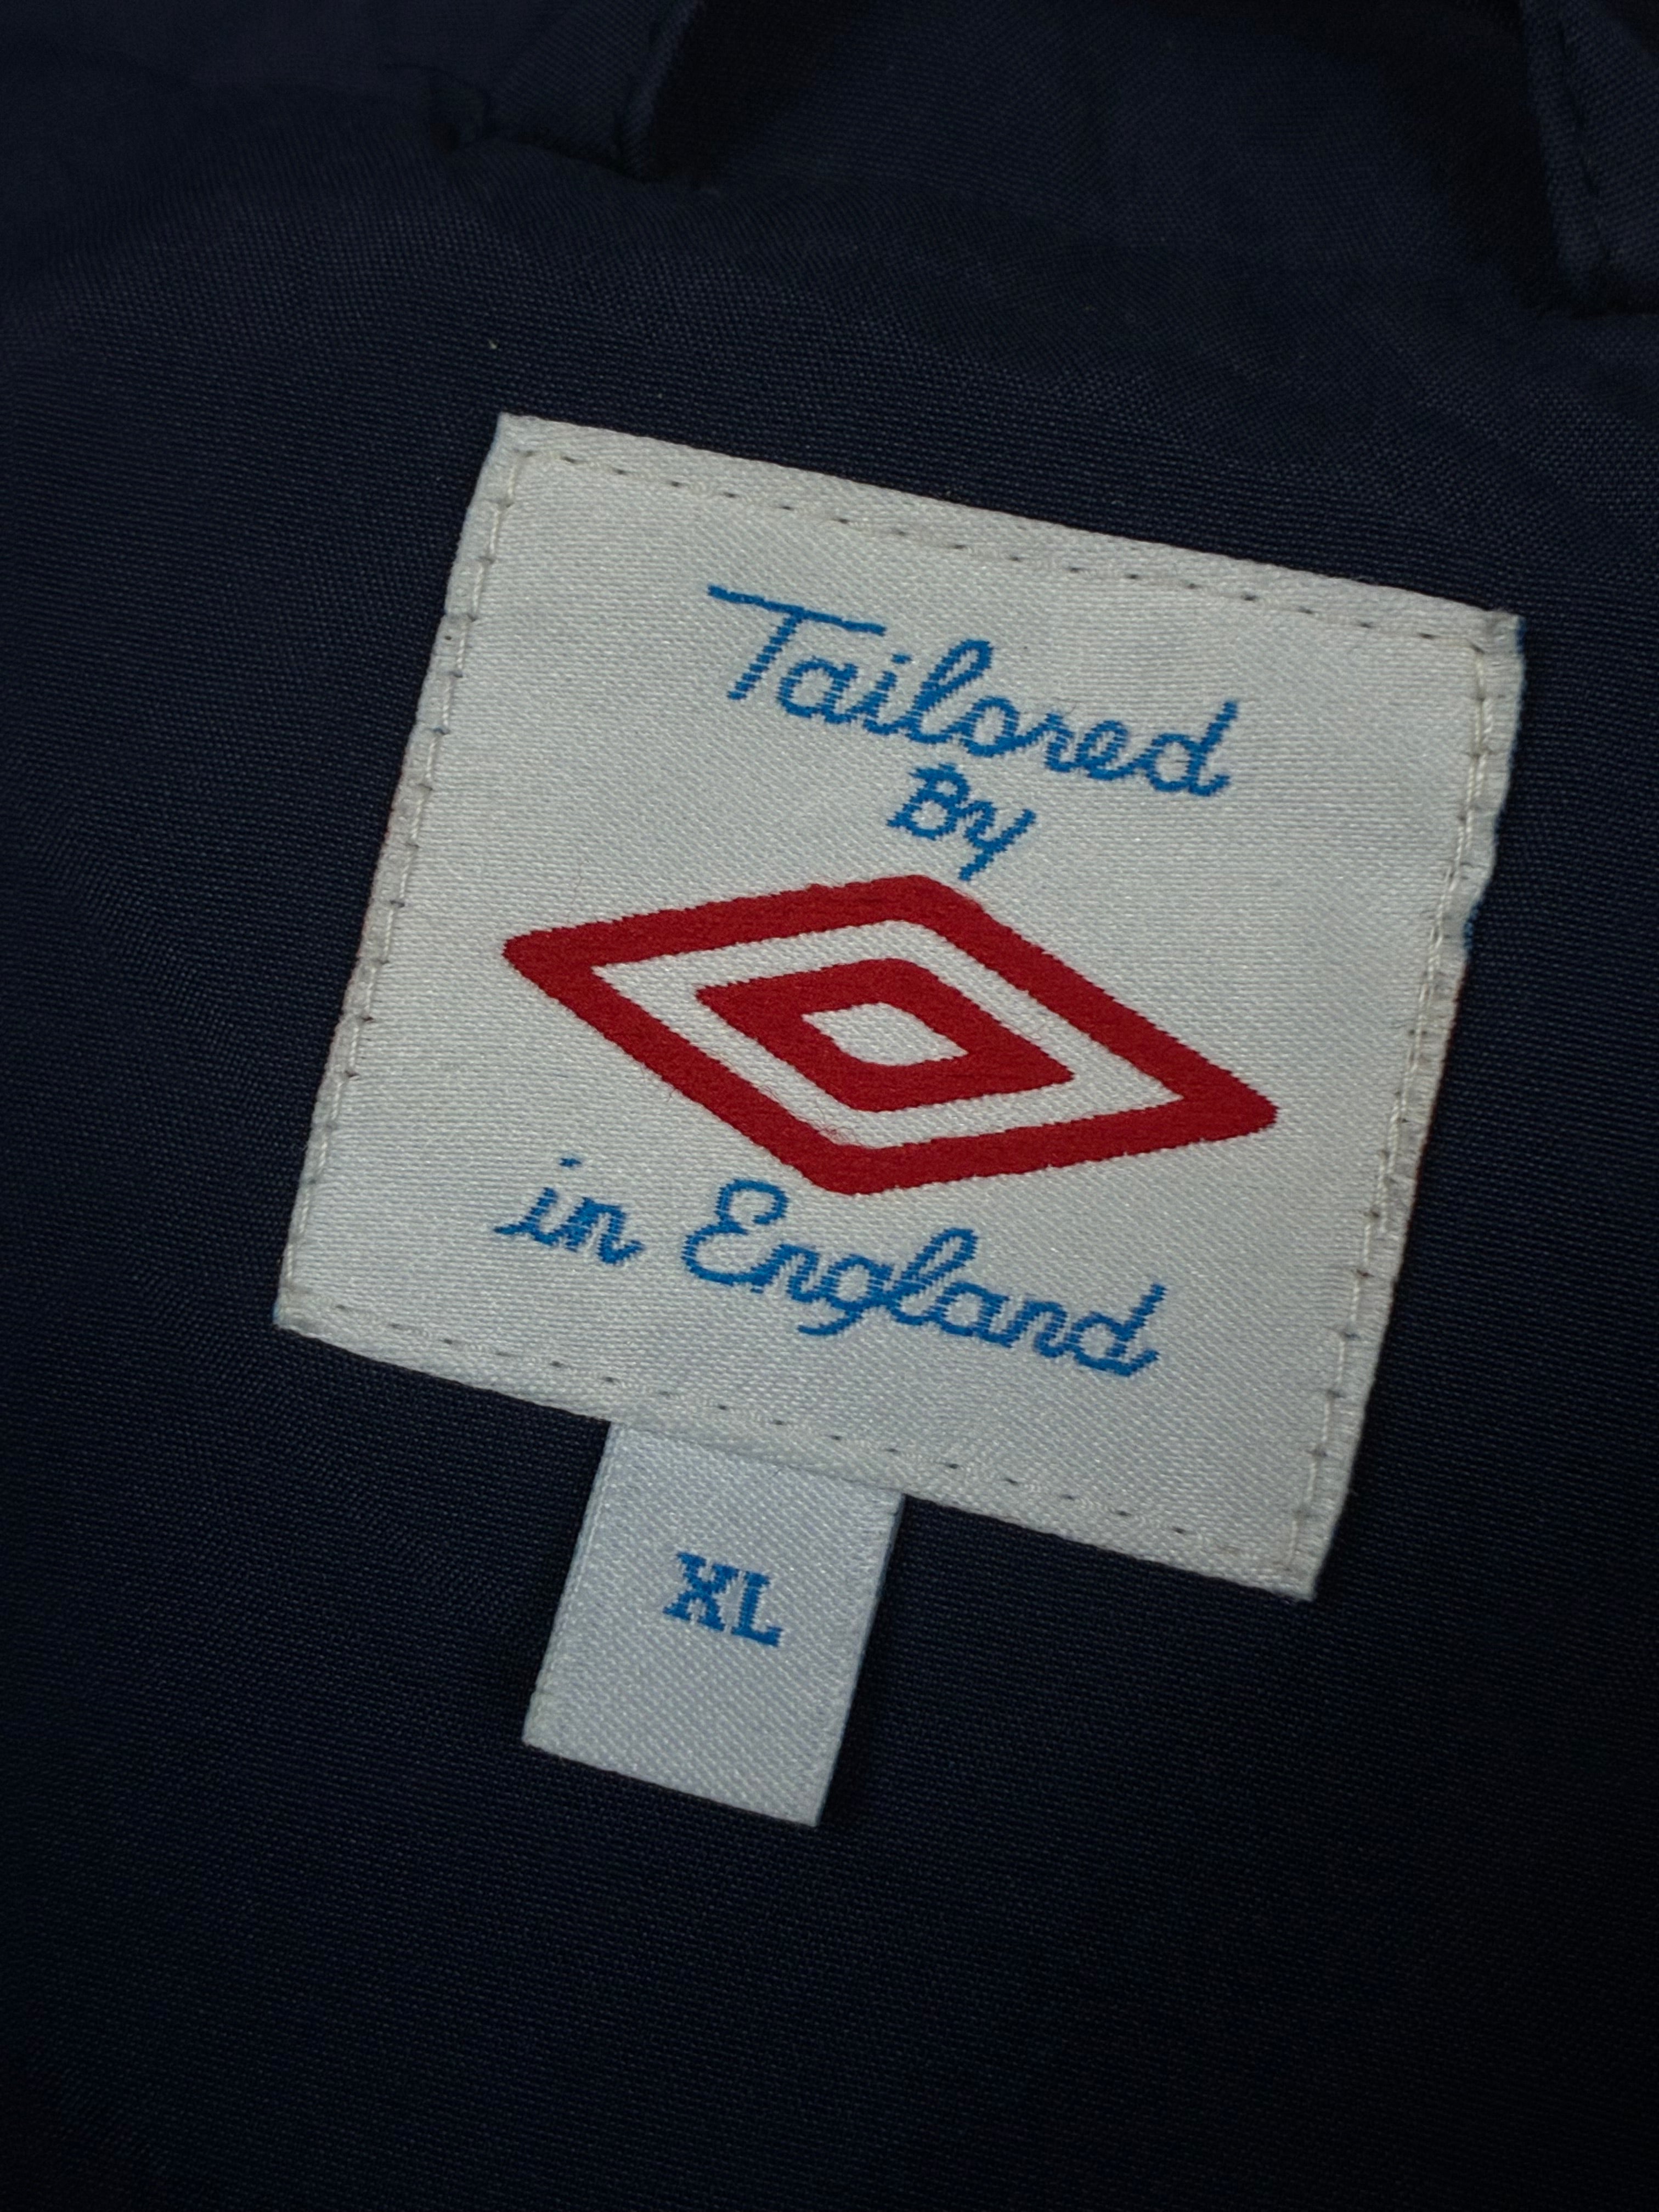 Tailored
By
in England
XL